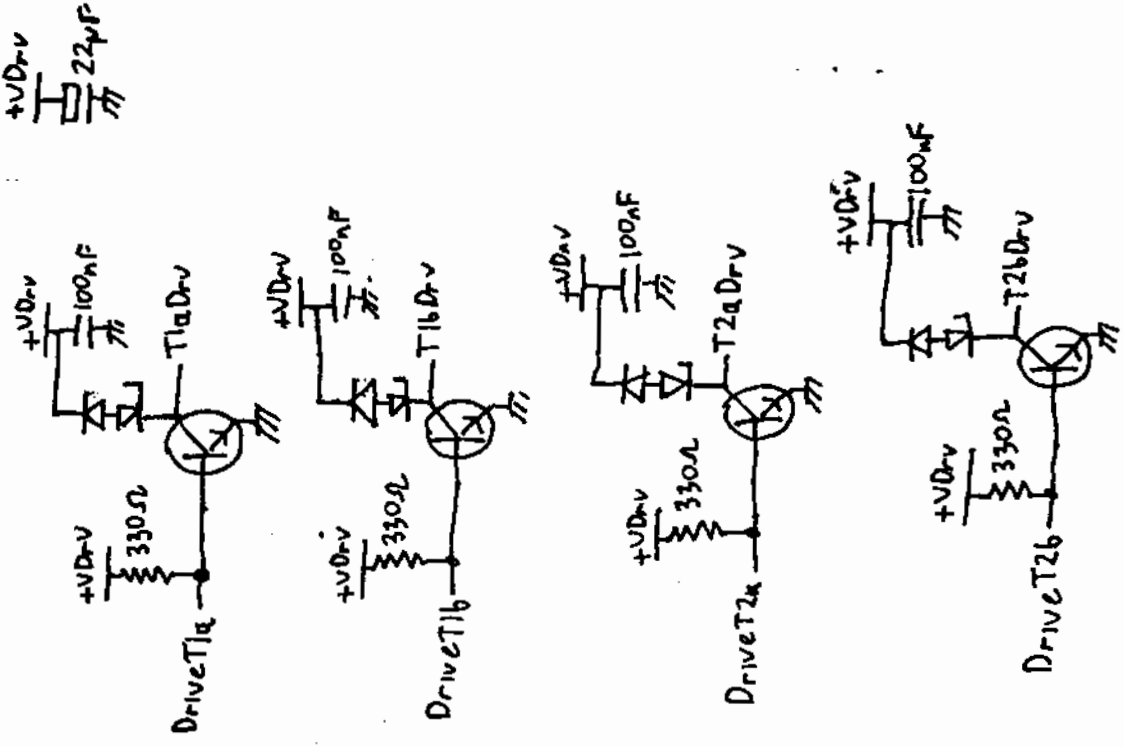 +VDrv
22µF
+VDrv
100nF
T1aDrv
+VDrv
330Ω
DriveT1a
+VDrv
100nF
T1bDrv
+VDrv
330Ω
DriveT1b
+VDrv
100nF
T2aDrv
+VDrv
330Ω
DriveT2a
+VDrv
100nF
T2bDrv
+VDrv
330Ω
DriveT2b